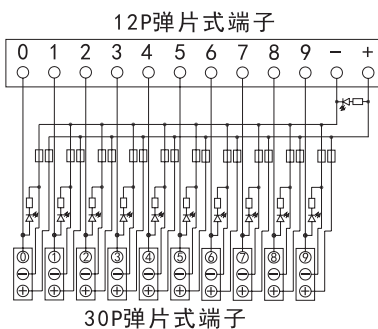 12P弹片式端子
0 1 2 3 4 5 6 7 8 9 − +
0 1 2 3 4 5 6 7 8 9
− − − − − − − − − −
+ + + + + + + + + +
30P弹片式端子